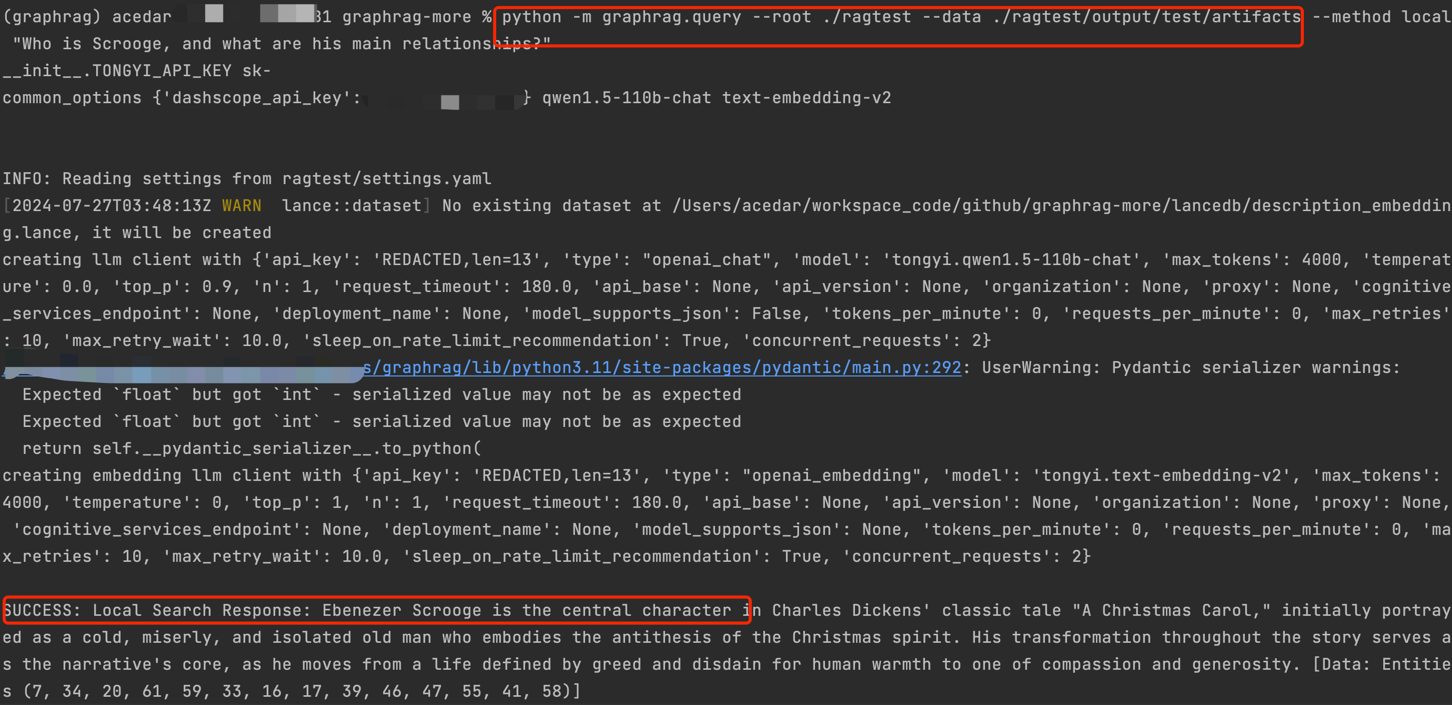 (graphrag) acedar 81 graphrag-more % python -m graphrag.query --root ./ragtest --data ./ragtest/output/test/artifacts --method local
"Who is Scrooge, and what are his main relationships?"
__init__.TONGYI_API_KEY sk-
common_options {'dashscope_api_key': } qwen1.5-110b-chat text-embedding-v2
INFO: Reading settings from ragtest/settings.yaml
[2024-07-27T03:48:13Z WARN  lance::dataset] No existing dataset at /Users/acedar/workspace_code/github/graphrag-more/lancedb/description_embeddin
g.lance, it will be created
creating llm client with {'api_key': 'REDACTED,len=13', 'type': "openai_chat", 'model': 'tongyi.qwen1.5-110b-chat', 'max_tokens': 4000, 'temperat
ure': 0.0, 'top_p': 0.9, 'n': 1, 'request_timeout': 180.0, 'api_base': None, 'api_version': None, 'organization': None, 'proxy': None, 'cognitive
_services_endpoint': None, 'deployment_name': None, 'model_supports_json': False, 'tokens_per_minute': 0, 'requests_per_minute': 0, 'max_retries'
: 10, 'max_retry_wait': 10.0, 'sleep_on_rate_limit_recommendation': True, 'concurrent_requests': 2}
s/graphrag/lib/python3.11/site-packages/pydantic/main.py:292: UserWarning: Pydantic serializer warnings:
  Expected `float` but got `int` - serialized value may not be as expected
  Expected `float` but got `int` - serialized value may not be as expected
  return self.__pydantic_serializer__.to_python(
creating embedding llm client with {'api_key': 'REDACTED,len=13', 'type': "openai_embedding", 'model': 'tongyi.text-embedding-v2', 'max_tokens':
4000, 'temperature': 0, 'top_p': 1, 'n': 1, 'request_timeout': 180.0, 'api_base': None, 'api_version': None, 'organization': None, 'proxy': None,
 'cognitive_services_endpoint': None, 'deployment_name': None, 'model_supports_json': None, 'tokens_per_minute': 0, 'requests_per_minute': 0, 'ma
x_retries': 10, 'max_retry_wait': 10.0, 'sleep_on_rate_limit_recommendation': True, 'concurrent_requests': 2}
SUCCESS: Local Search Response: Ebenezer Scrooge is the central character in Charles Dickens' classic tale "A Christmas Carol," initially portray
ed as a cold, miserly, and isolated old man who embodies the antithesis of the Christmas spirit. His transformation throughout the story serves a
s the narrative's core, as he moves from a life defined by greed and disdain for human warmth to one of compassion and generosity. [Data: Entitie
s (7, 34, 20, 61, 59, 33, 16, 17, 39, 46, 47, 55, 41, 58)]